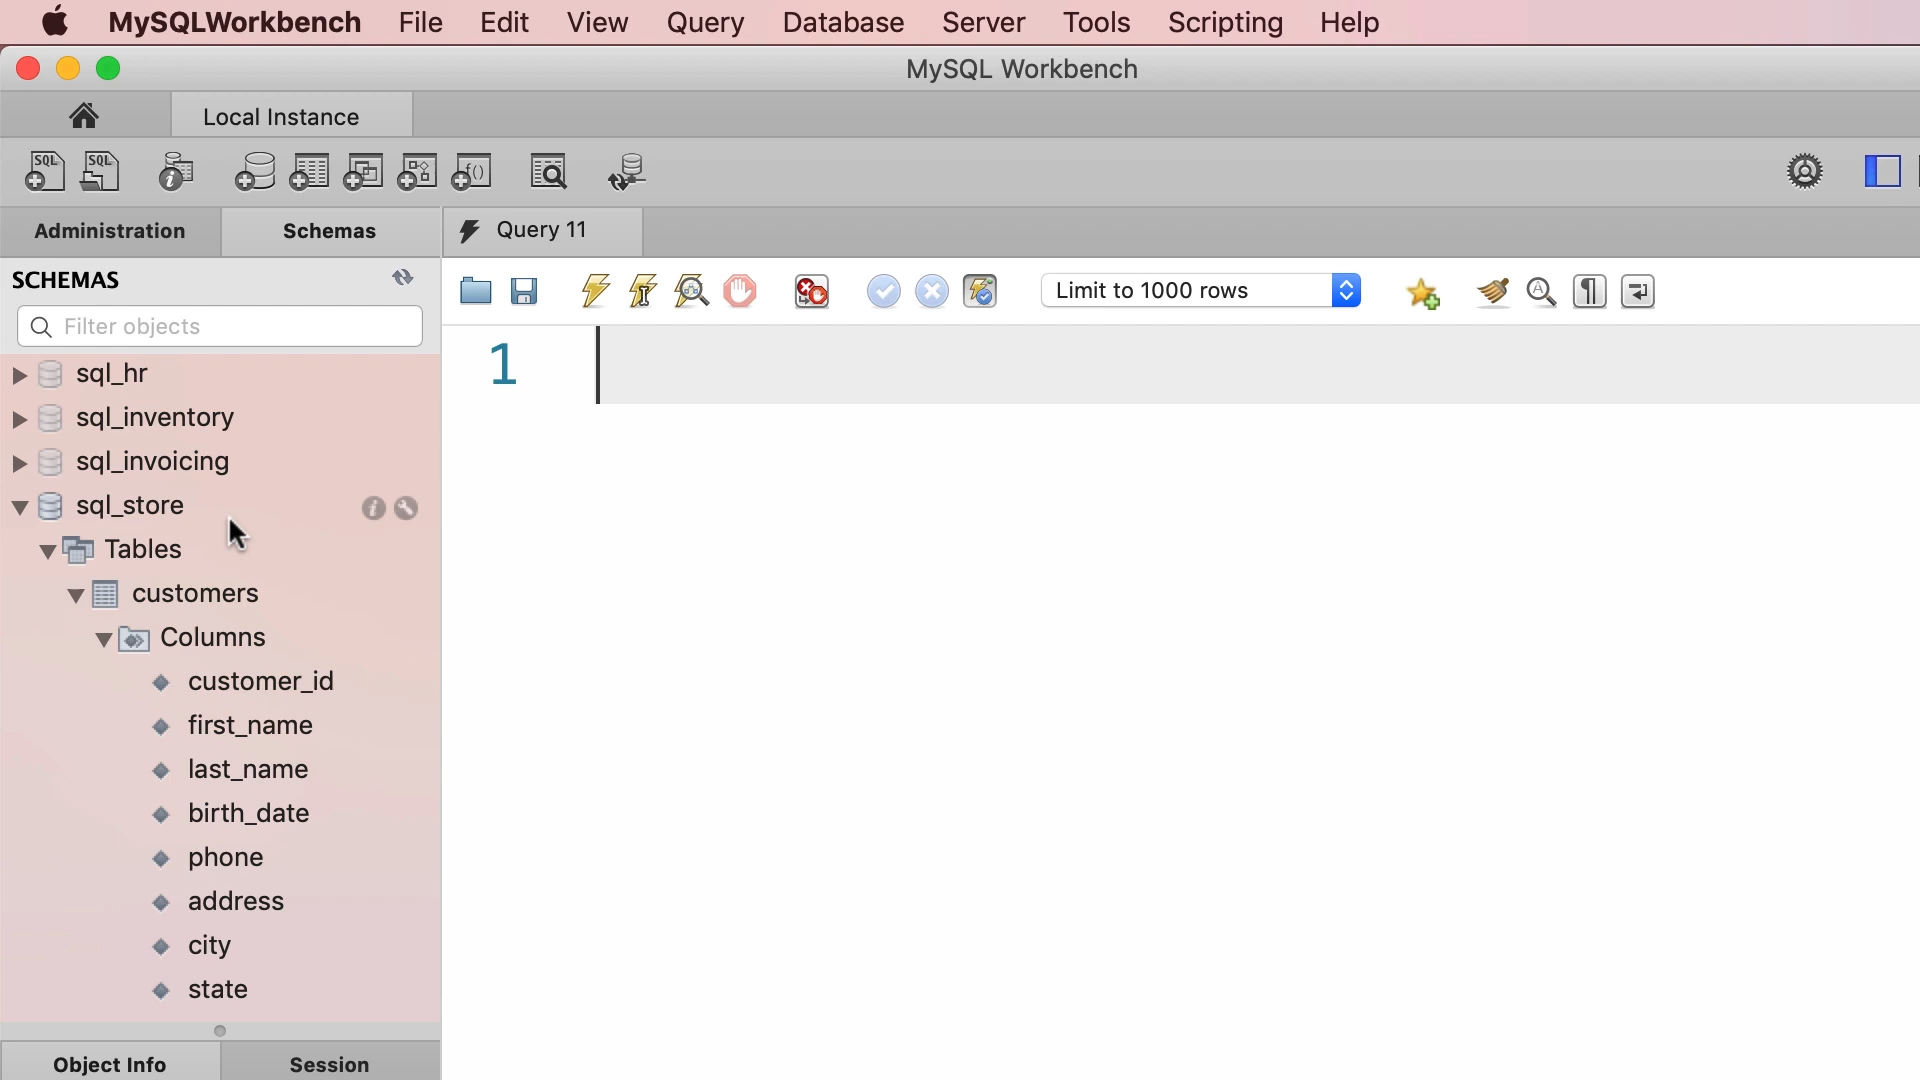 MySQLWorkbench File Edit View Query Database Server Tools Scripting Help
MySQL Workbench
Local Instance
SQL SQL f()
Administration Schemas Query 11
SCHEMAS
Limit to 1000 rows
Filter objects
1
sql_hr
sql_inventory
sql_invoicing
sql_store
Tables
customers
Columns
customer_id
first_name
last_name
birth_date
phone
address
city
state
Object Info Session